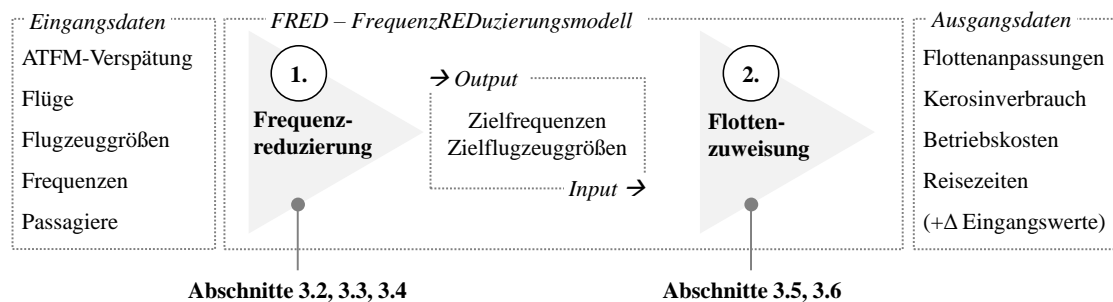 Eingangsdaten
ATFM-Verspätung
Flüge
Flugzeuggrößen
Frequenzen
Passagiere
FRED – FrequenzREDuzierungsmodell
1.
Frequenz-
reduzierung
→ Output
Zielfrequenzen
Zielflugzeuggrößen
Input →
2.
Flotten-
zuweisung
Ausgangsdaten
Flottenanpassungen
Kerosinverbrauch
Betriebskosten
Reisezeiten
(+Δ Eingangswerte)
Abschnitte 3.2, 3.3, 3.4
Abschnitte 3.5, 3.6